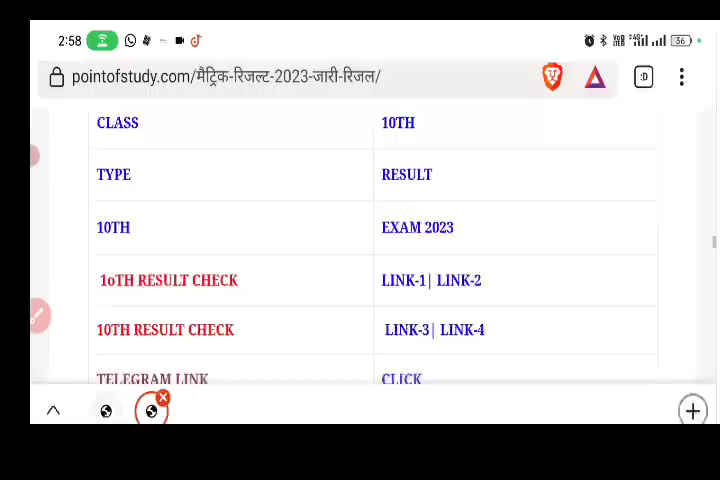 2:58
36
pointofstudy.com/मैट्रिक-रिजल्ट-2023-जारी-रिजल/
:D
CLASS 10TH
TYPE RESULT
10TH EXAM 2023
1oTH RESULT CHECK LINK-1| LINK-2
10TH RESULT CHECK LINK-3| LINK-4
TELEGRAM LINK CLICK